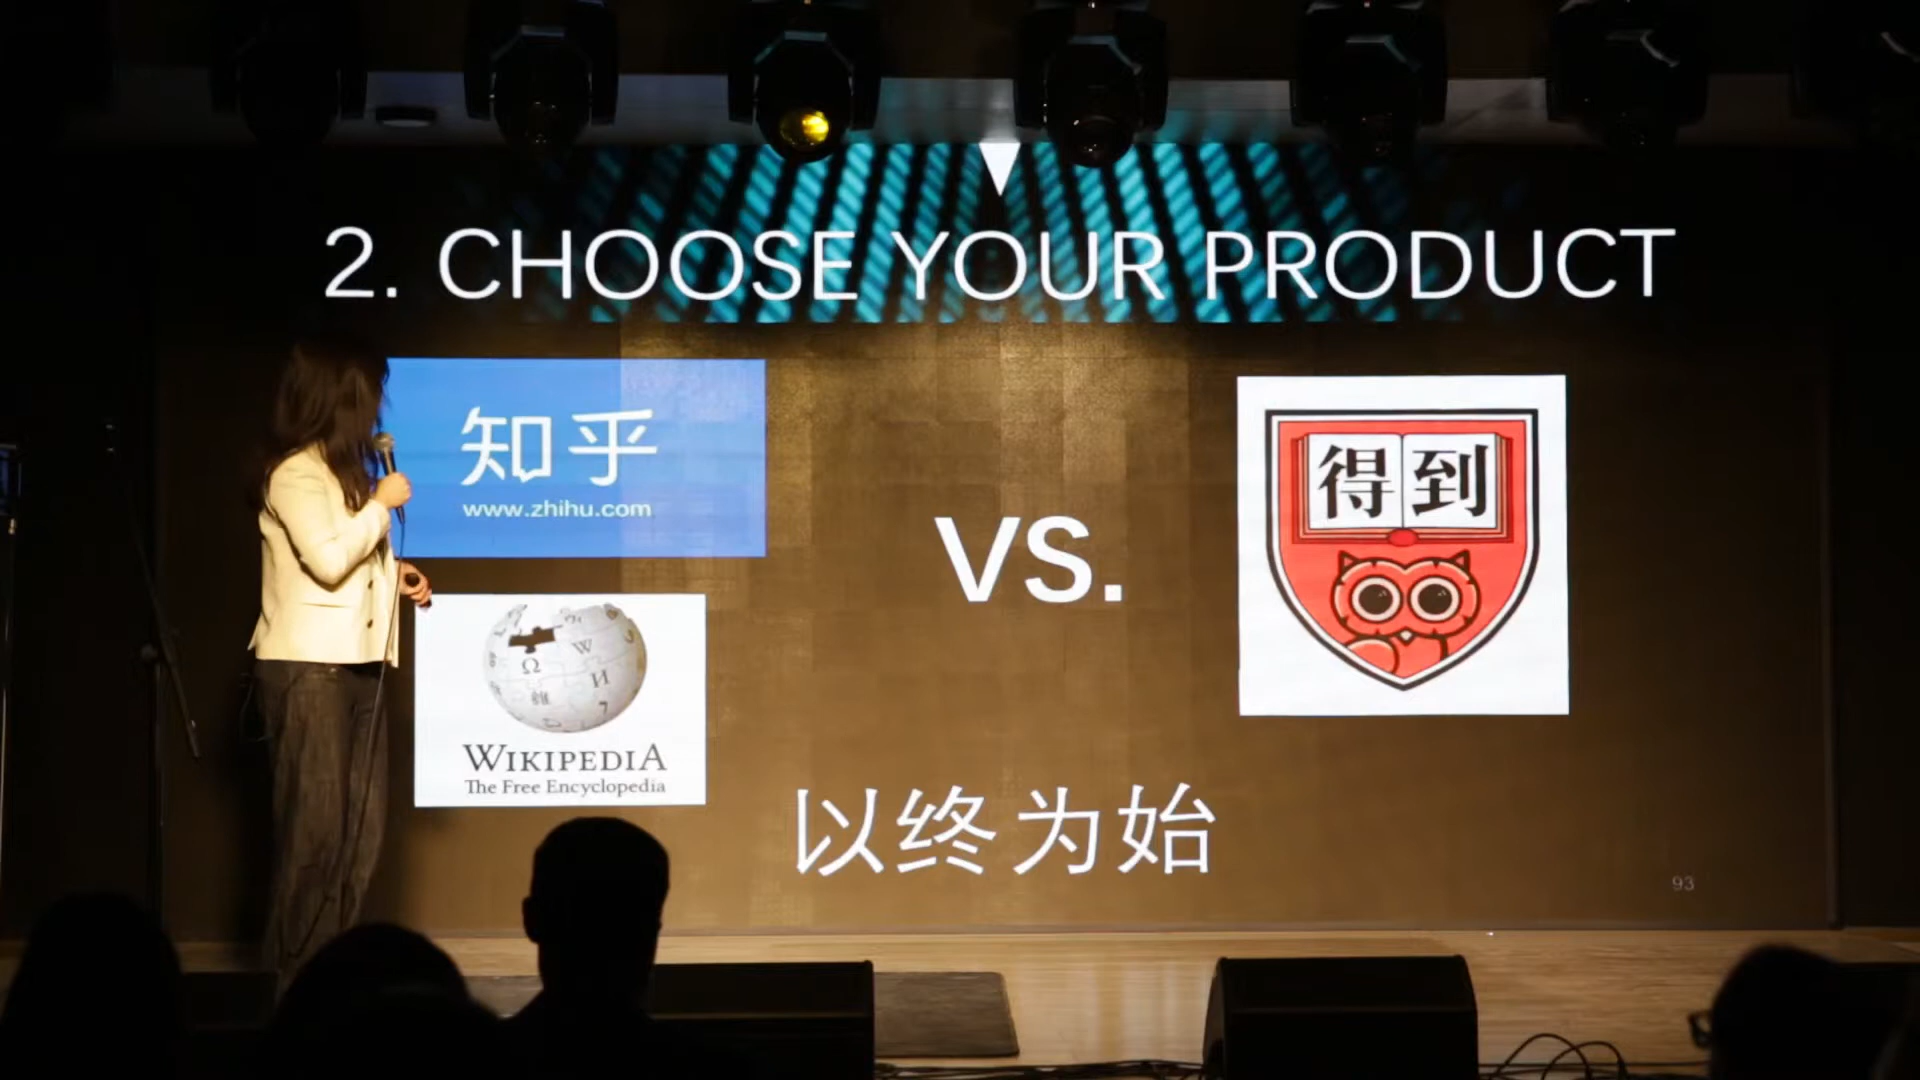 2. CHOOSE YOUR PRODUCT
知乎
www.zhihu.com
WIKIPEDIA
The Free Encyclopedia
vs.
得到
以终为始
93